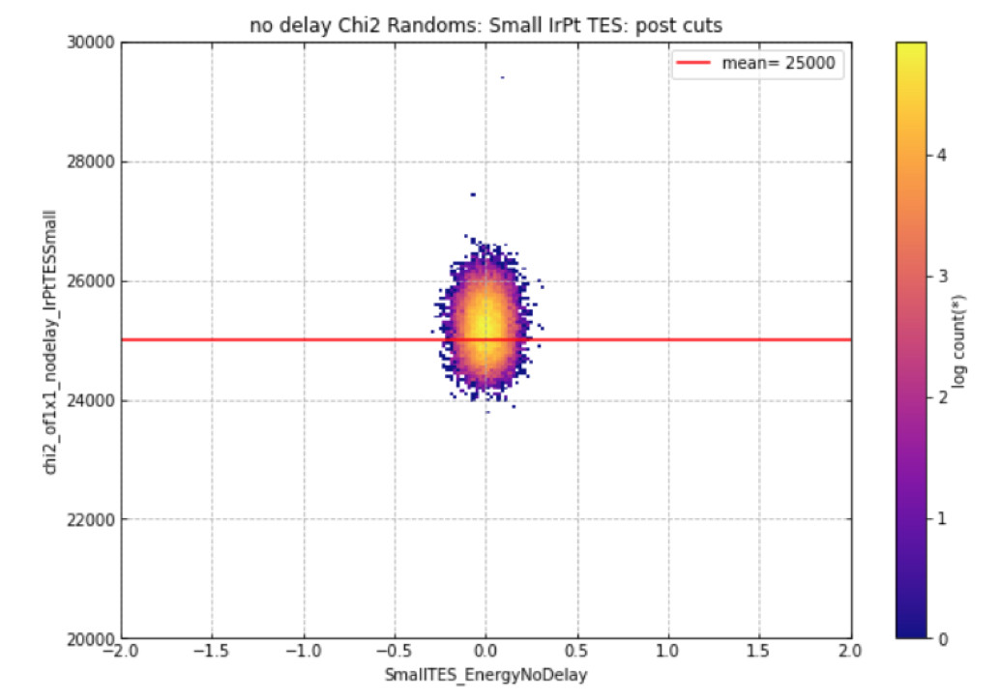 no delay Chi2 Randoms: Small IrPt TES: post cuts
mean= 25000
30000
28000
26000
24000
22000
20000
chi2_of1x1_nodelay_IrPtTESSmall
−2.0 −1.5 −1.0 −0.5 0.0 0.5 1.0 1.5 2.0
SmallTES_EnergyNoDelay
4
3
2
1
0
log count(*)